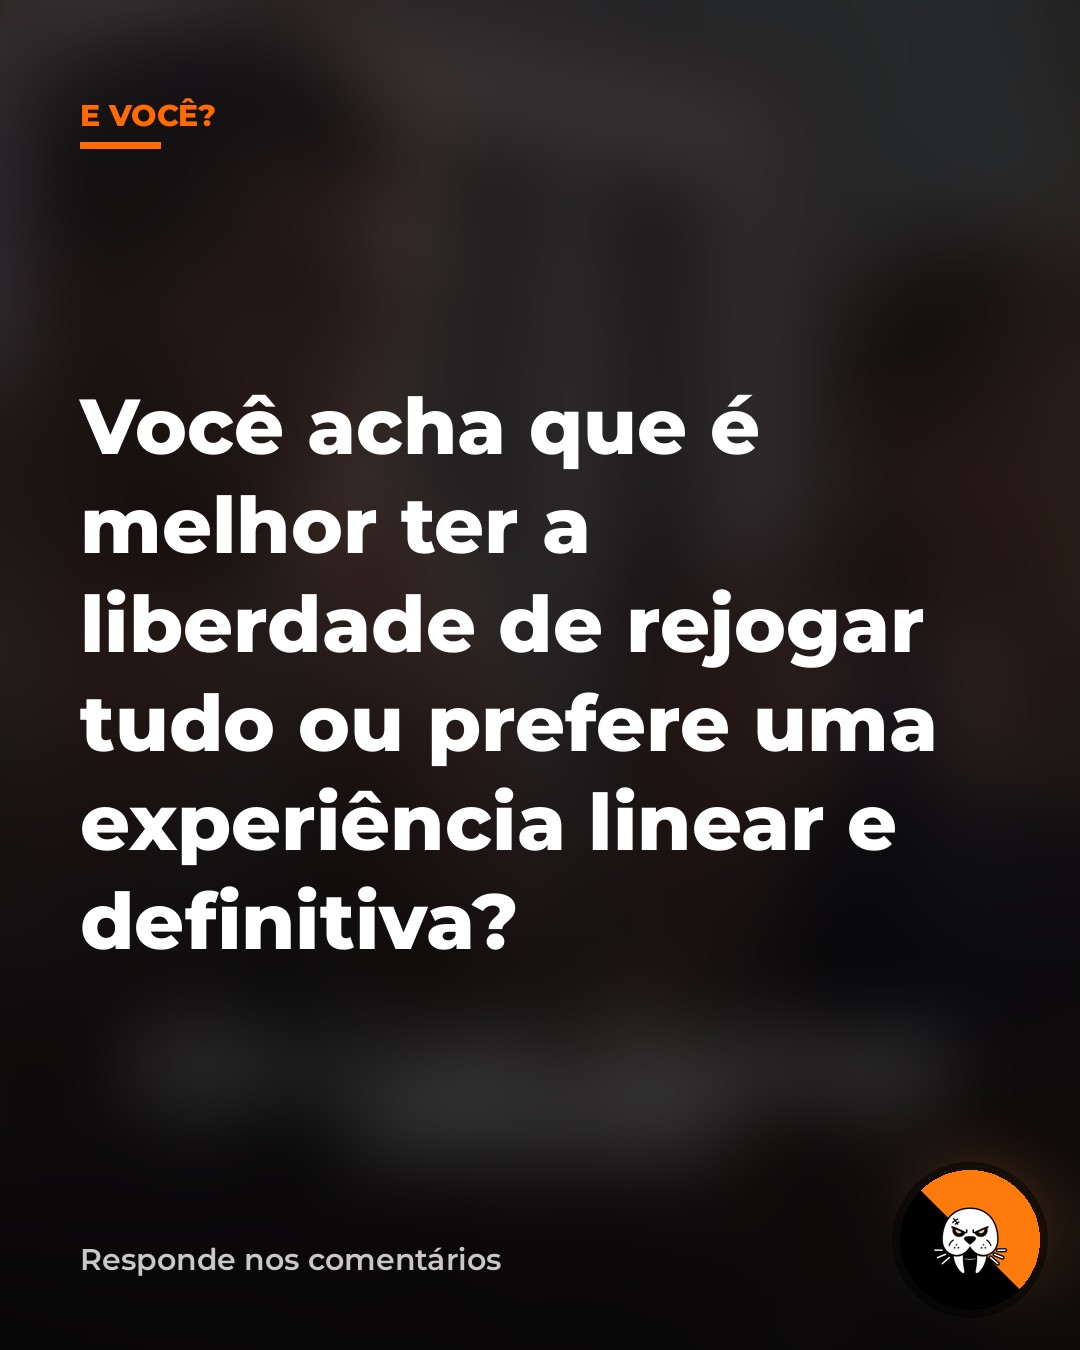 E VOCÊ?
Você acha que é
melhor ter a
liberdade de rejogar
tudo ou prefere uma
experiência linear e
definitiva?
Responde nos comentários